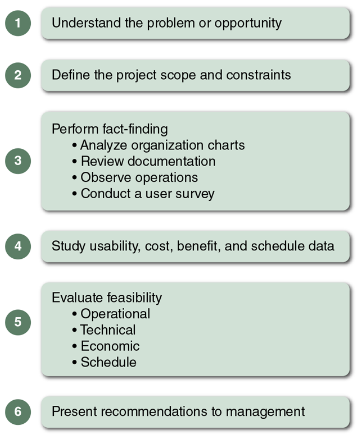 1 Understand the problem or opportunity
2 Define the project scope and constraints
3 Perform fact-finding
• Analyze organization charts
• Review documentation
• Observe operations
• Conduct a user survey
4 Study usability, cost, benefit, and schedule data
5 Evaluate feasibility
• Operational
• Technical
• Economic
• Schedule
6 Present recommendations to management